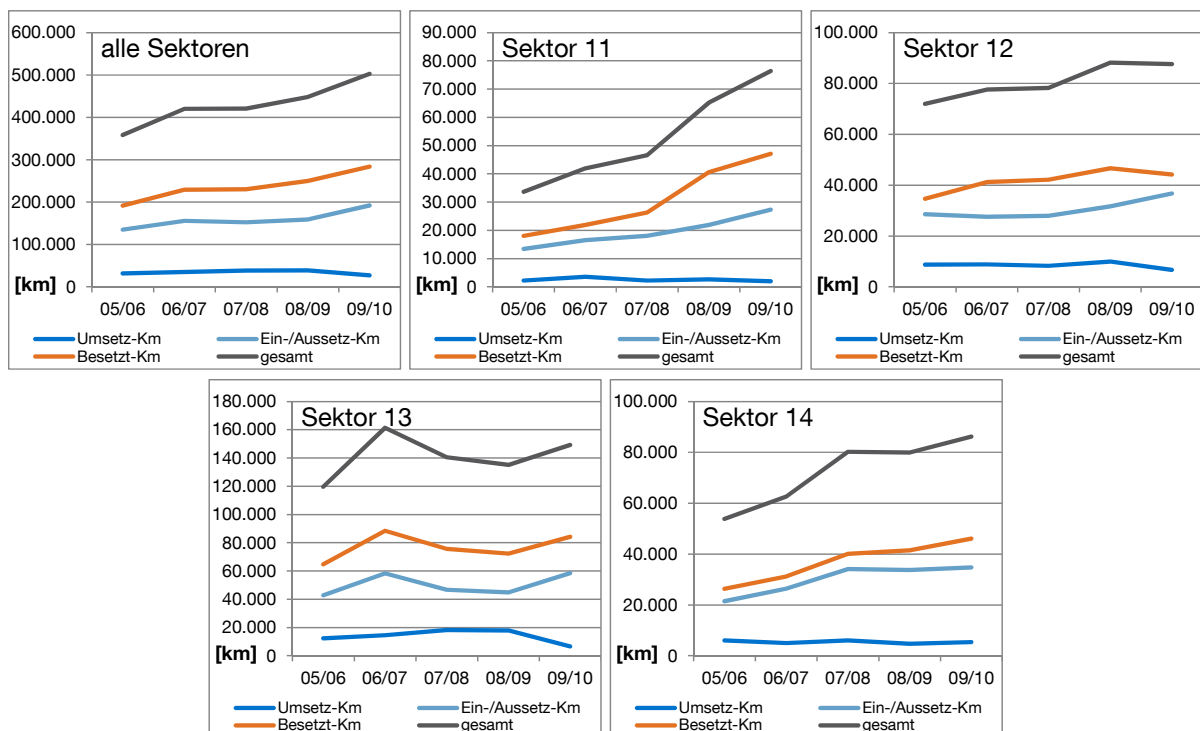 alle Sektoren
600.000
500.000
400.000
300.000
200.000
100.000
0
[km]
05/06 06/07 07/08 08/09 09/10
Umsetz-Km Ein-/Aussetz-Km
Besetzt-Km gesamt
Sektor 11
90.000
80.000
70.000
60.000
50.000
40.000
30.000
20.000
10.000
0
[km]
05/06 06/07 07/08 08/09 09/10
Umsetz-Km Ein-/Aussetz-Km
Besetzt-Km gesamt
Sektor 12
100.000
80.000
60.000
40.000
20.000
0
[km]
05/06 06/07 07/08 08/09 09/10
Umsetz-Km Ein-/Aussetz-Km
Besetzt-Km gesamt
Sektor 13
180.000
160.000
140.000
120.000
100.000
80.000
60.000
40.000
20.000
0
[km]
05/06 06/07 07/08 08/09 09/10
Umsetz-Km Ein-/Aussetz-Km
Besetzt-Km gesamt
Sektor 14
100.000
80.000
60.000
40.000
20.000
0
[km]
05/06 06/07 07/08 08/09 09/10
Umsetz-Km Ein-/Aussetz-Km
Besetzt-Km gesamt